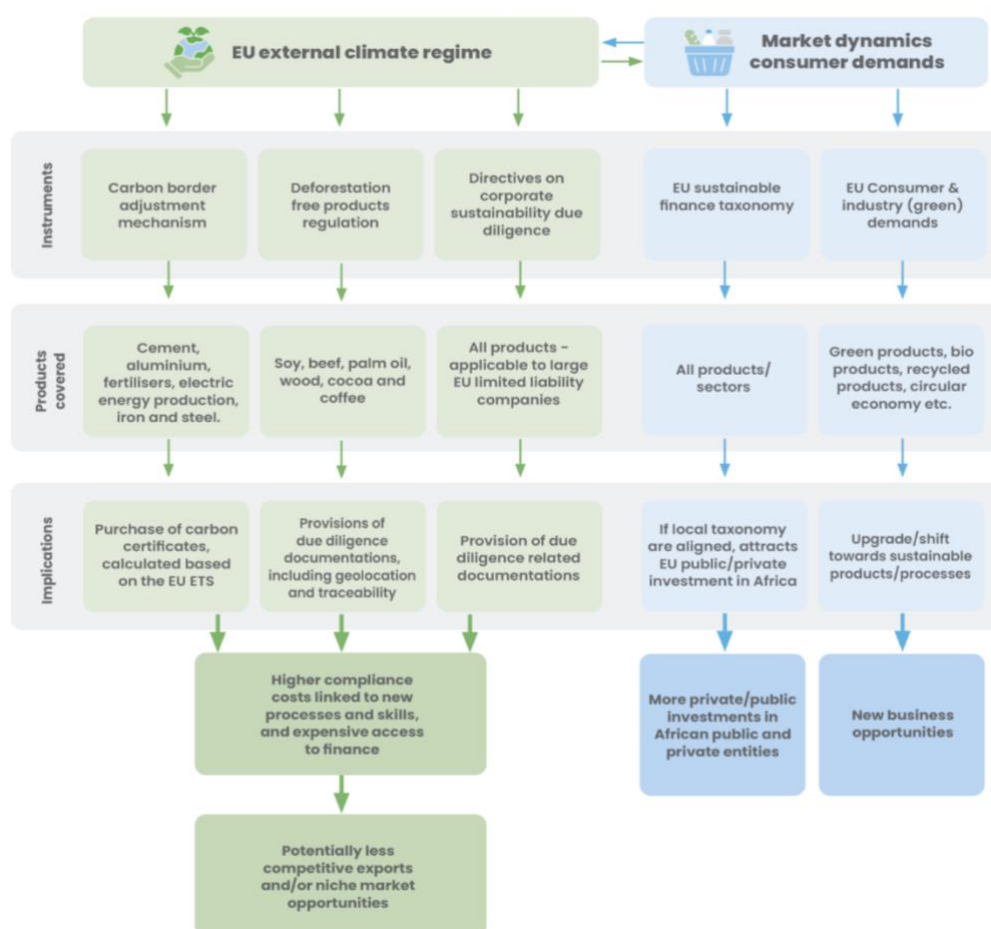 EU external climate regime
Market dynamics
consumer demands
Instruments
Carbon border
adjustment
mechanism
Deforestation
free products
regulation
Directives on
corporate
sustainability due
diligence
EU sustainable
finance taxonomy
EU Consumer &
industry (green)
demands
Products
covered
Cement,
aluminium,
fertilisers, electric
energy production,
iron and steel.
Soy, beef, palm oil,
wood, cocoa and
coffee
All products -
applicable to large
EU limited liability
companies
All products/
sectors
Green products, bio
products, recycled
products, circular
economy etc.
Implications
Purchase of carbon
certificates,
calculated based
on the EU ETS
Provisions of
due diligence
documentations,
including geolocation
and traceability
Provision of due
diligence related
documentations
If local taxonomy
are aligned, attracts
EU public/private
investment in Africa
Upgrade/shift
towards sustainable
products/processes
Higher compliance
costs linked to new
processes and skills,
and expensive access
to finance
More private/public
investments in
African public and
private entities
New business
opportunities
Potentially less
competitive exports
and/or niche market
opportunities